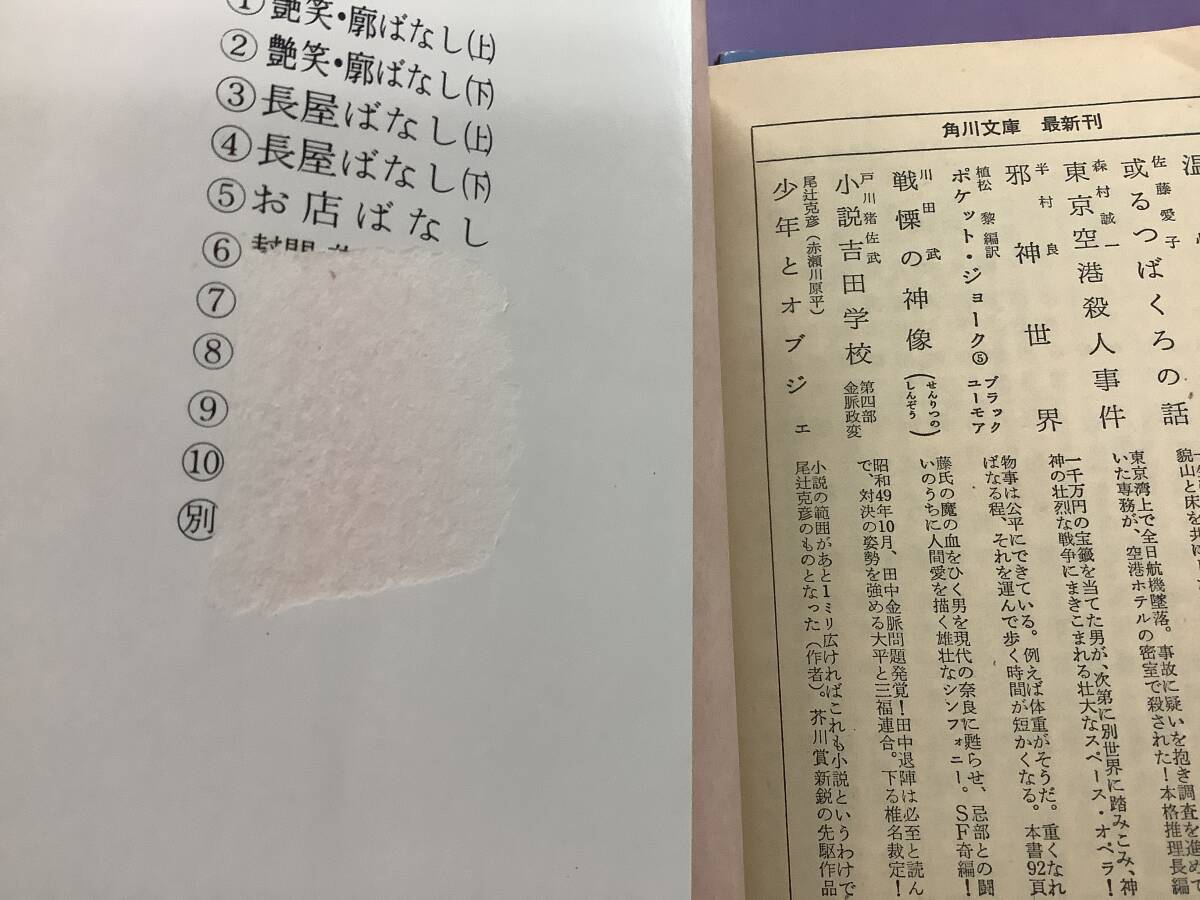 ①艶笑・廓ばなし(上)
②艶笑・廓ばなし(下)
③長屋ばなし(上)
④長屋ばなし(下)
⑤お店ばなし
⑥
⑦
⑧
⑨
⑩
別
角川文庫 最新刊
温
佐藤愛子
或るつばくろの話
貌山と床を共に
森村誠一
東京空港殺人事件
東京湾上で全日航機墜落。事故に疑いを抱き調査を進めて
いた専務が、空港ホテルの密室で殺された!本格推理長編
半村良
邪神世界
一千万円の宝籤を当てた男が、次第に別世界に踏みこみ、神
神の壮烈な戦争にまきこまれる壮大なスペース・オペラ!
植松黎編訳
ポケット・ジョーク⑤ ブラックユーモア
物事は公平にできている。例えば体重がそうだ。重くなれ
ばなる程、それを運んで歩く時間が短かくなる。本書92頁
川田武
戦慄の神像(せんりつのしんぞう)
藤氏の魔の血をひく男を現代の奈良に甦らせ、忌部との闘
いのうちに人間愛を描く雄壮なシンフォニー。SF奇編!
戸川猪佐武
小説吉田学校 第四部 金脈政変
昭和49年10月、田中金脈問題発覚!田中退陣は必至と読ん
で、対決の姿勢を強める大平と三福連合。下る椎名裁定!
尾辻克彦(赤瀬川原平)
少年とオブジェ
小説の範囲があと1ミリ広ければこれも小説というわけで
尾辻克彦のものとなった(作者)。芥川賞新鋭の先駆作品